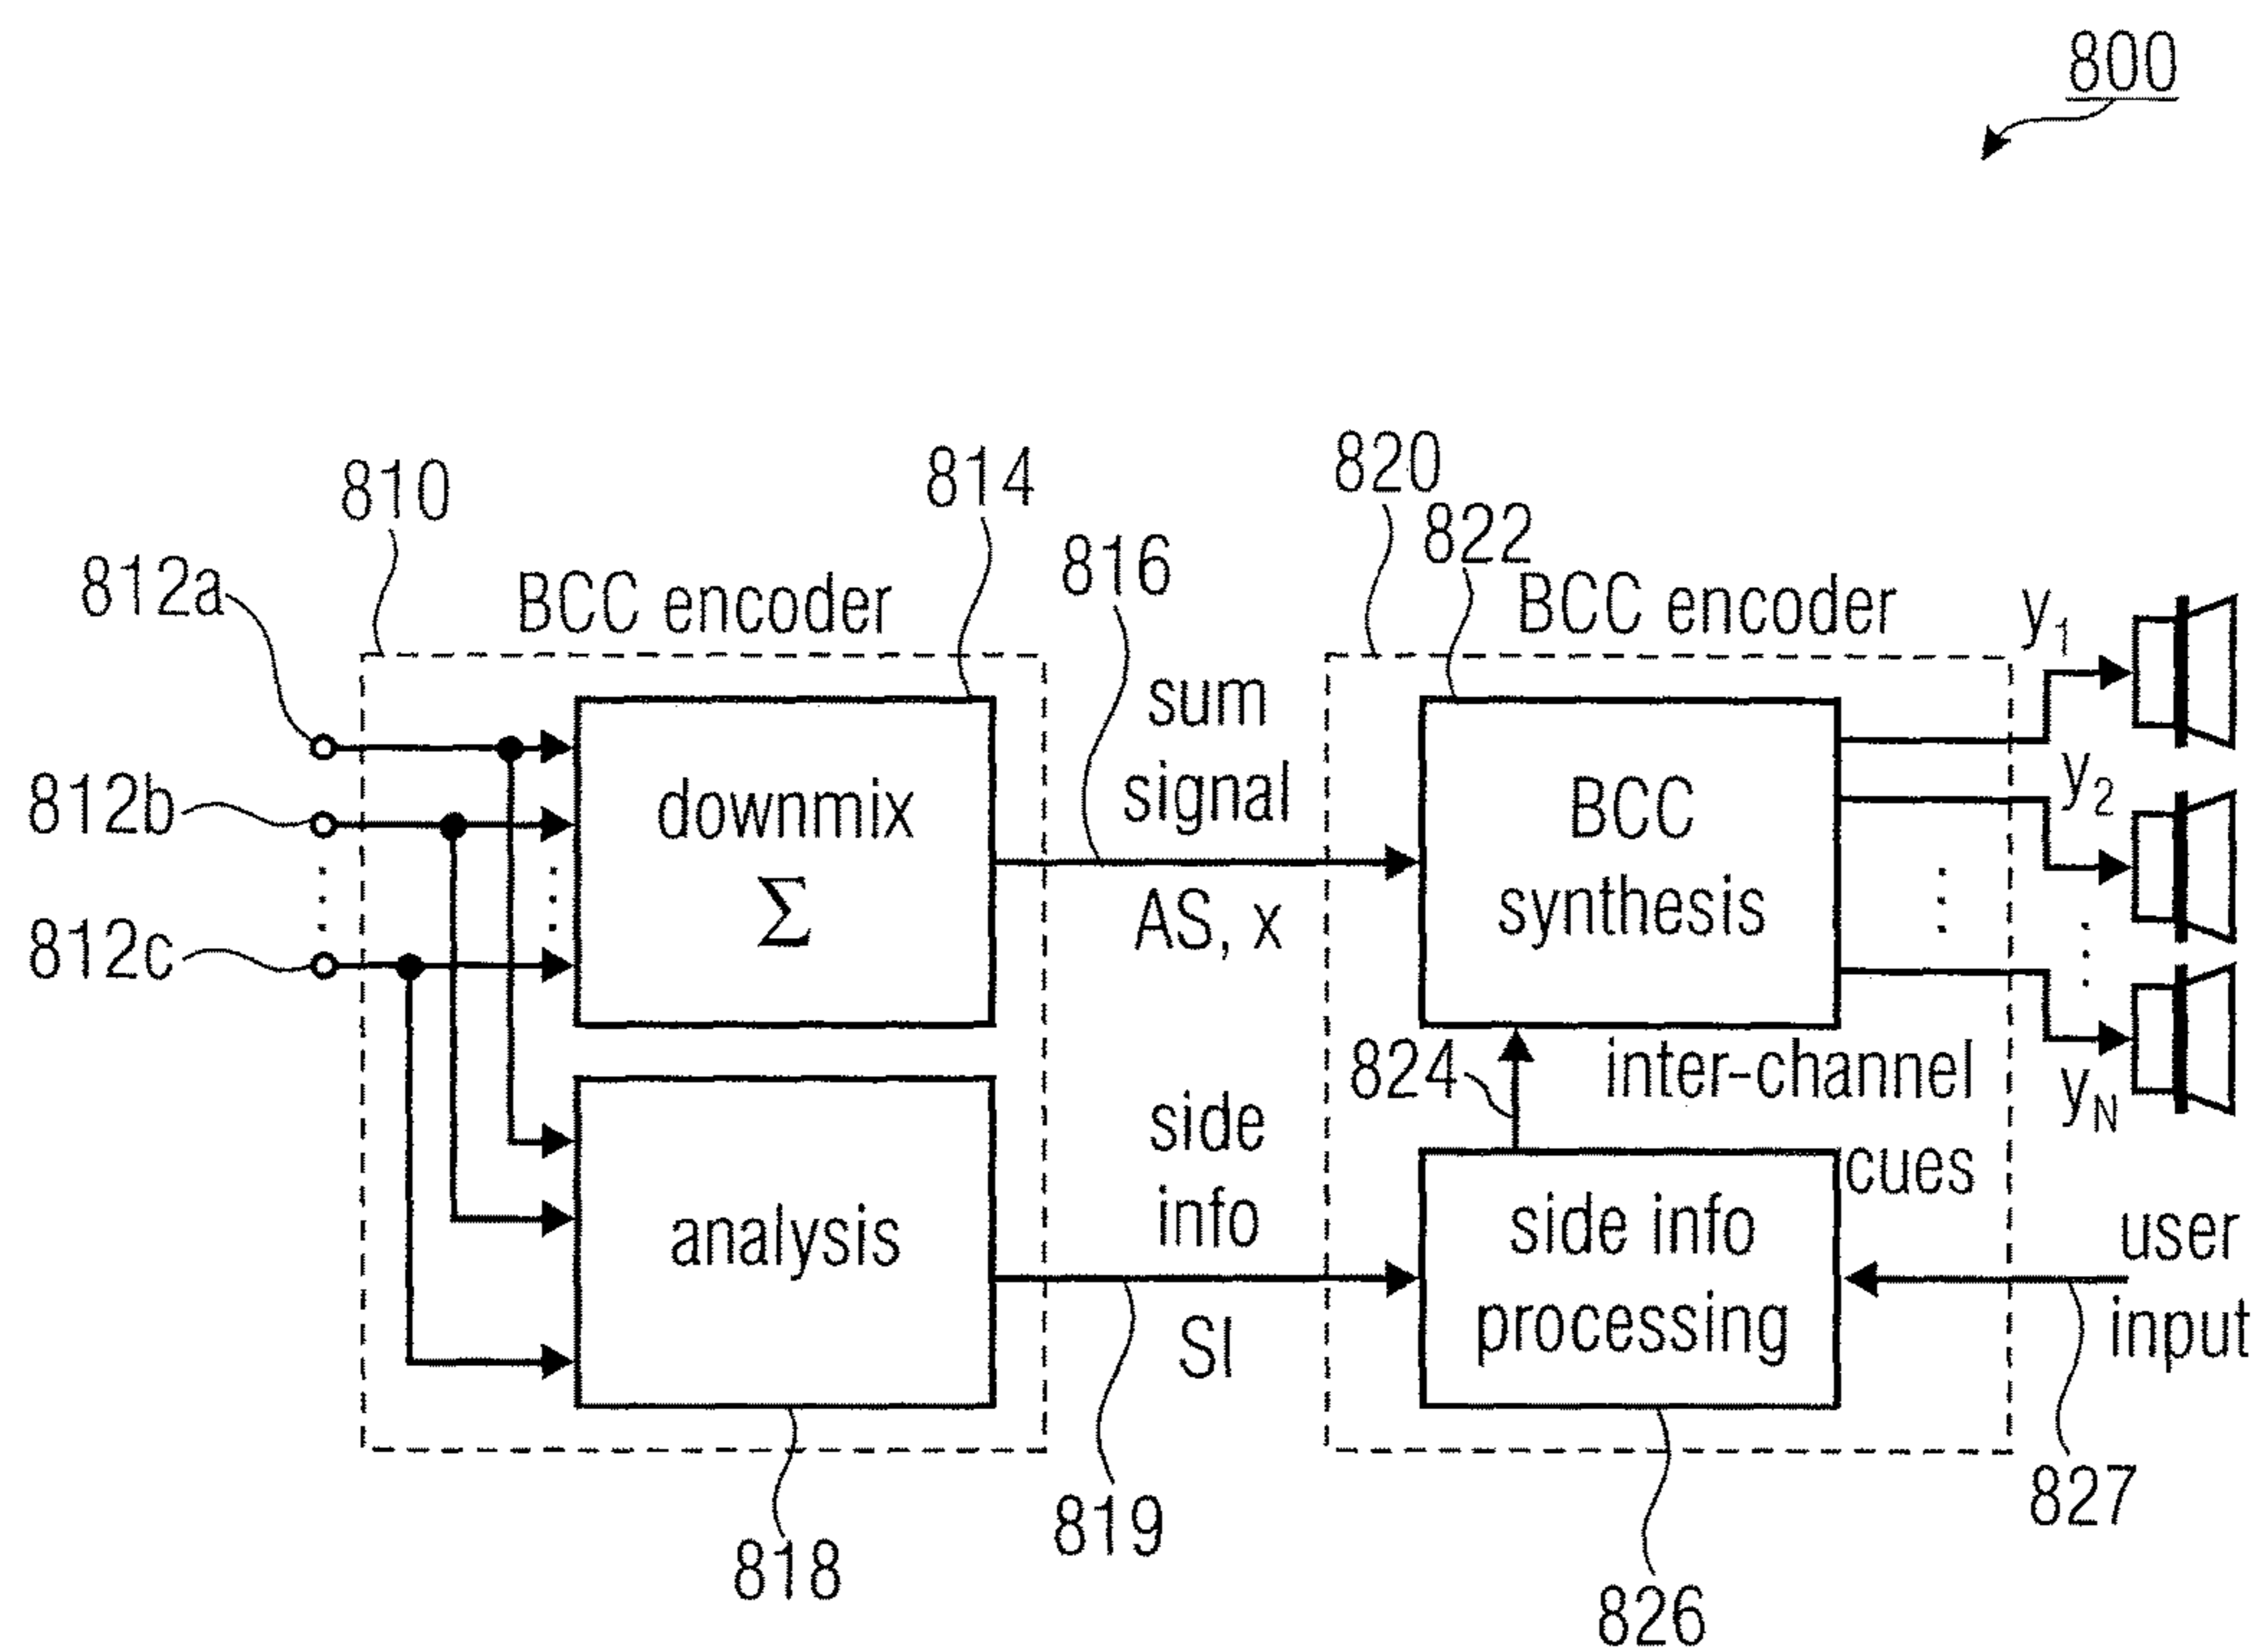 800
810
814
820
822
816
812a
BCC encoder
BCC encoder
y1
sum
signal
812b
downmix
Σ
BCC
synthesis
y2
812c
AS, x
824
inter-channel
cues
yN
side
info
analysis
side info
processing
user
input
SI
827
819
818
826